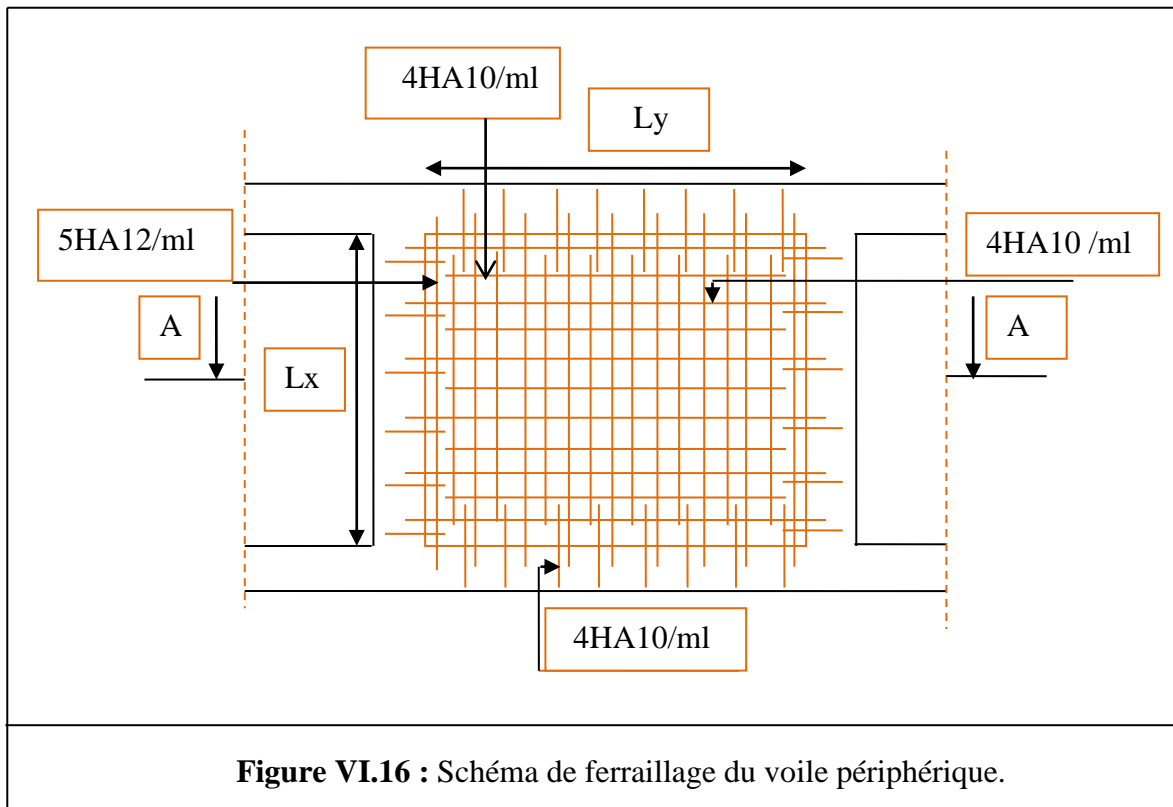 4HA10/ml
Ly
5HA12/ml
4HA10 /ml
A
A
Lx
4HA10/ml
Figure VI.16 : Schéma de ferraillage du voile périphérique.